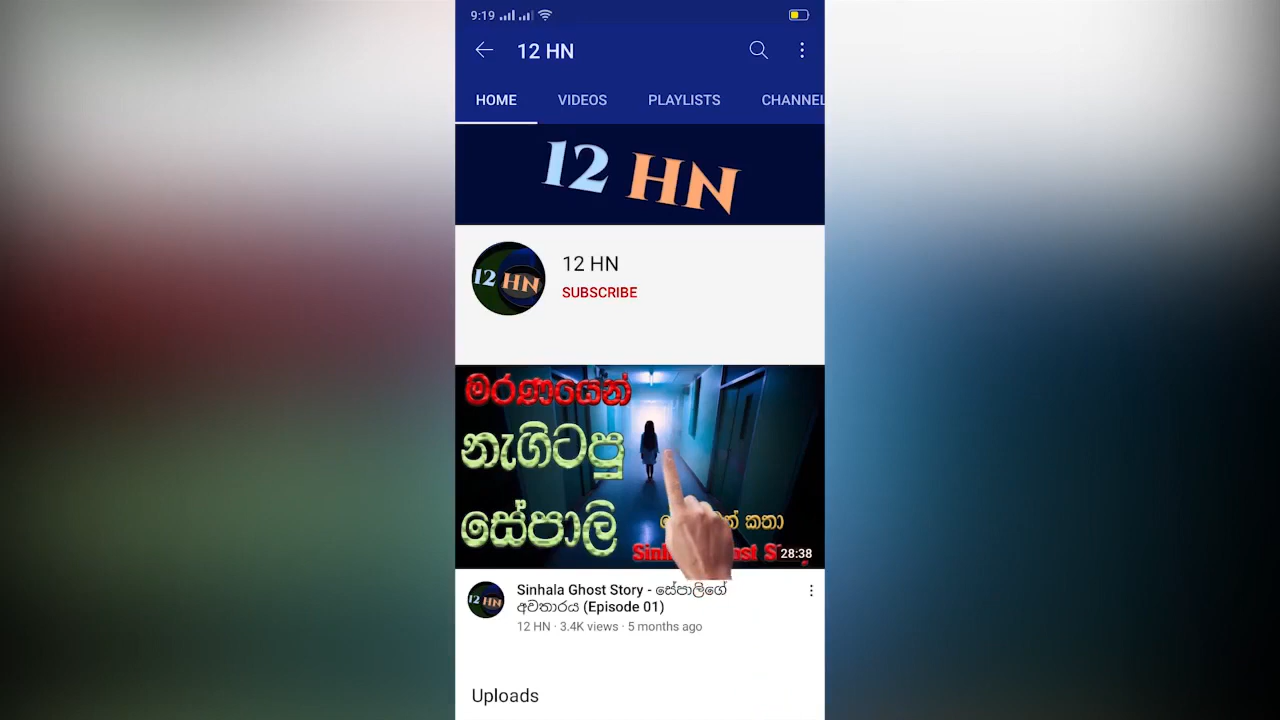 9:19
12 HN
HOME VIDEOS PLAYLISTS CHANNEL
12 HN
12 HN
12 HN
SUBSCRIBE
මරණයෙන්
නැගිටපු
සේපාලි
කතා
Sinhala Ghost
28:38
12 HN
Sinhala Ghost Story - සේපාලිගේ
අවතාරය (Episode 01)
12 HN · 3.4K views · 5 months ago
Uploads